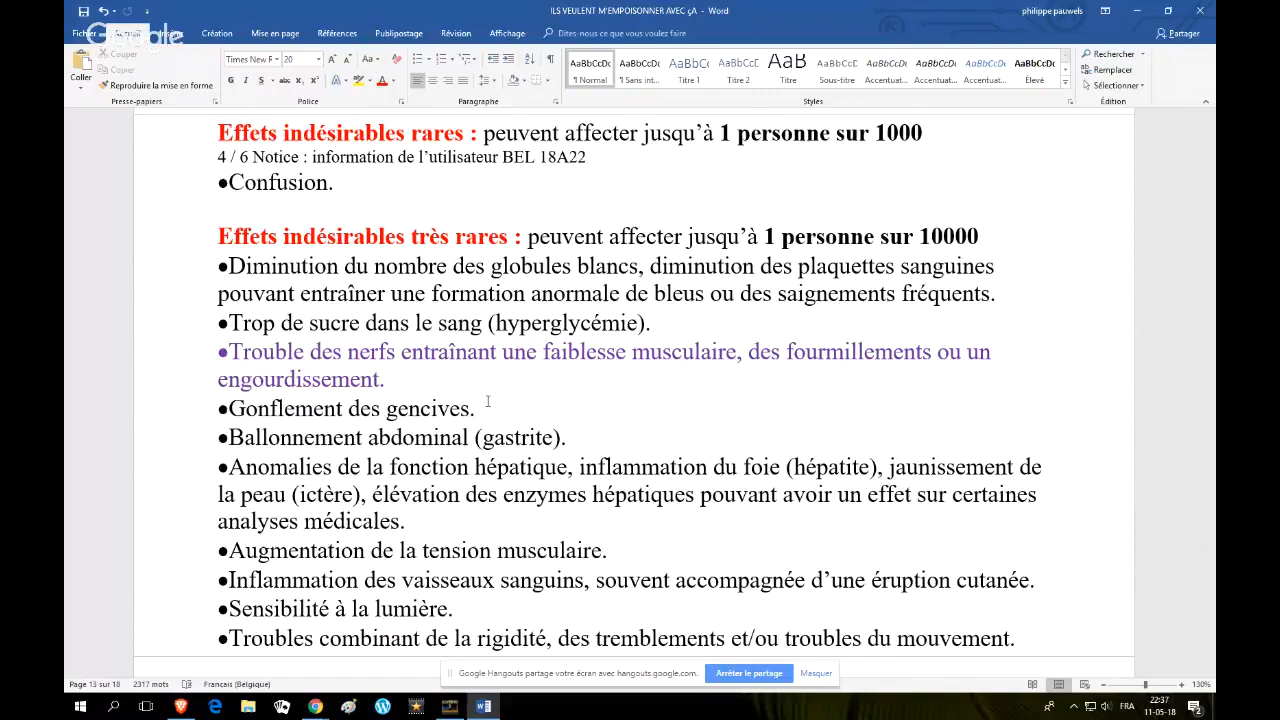 ILS VEULENT M'EMPOISONNER AVEC çA - Word
philippe pauwels
Fichier Accueil Insertion Création Mise en page Références Publipostage Révision Affichage Dites-nous ce que vous voulez faire Partager
Google
Coller
Couper
Copier
Reproduire la mise en forme
Presse-papiers
Times New R 20
G I S abc x₂ x²
Police
Paragraphe
AaBbCcDc AaBbCcDc AaBbCc AaBbCcC AaB AaBbCcD AaBbCcDc AaBbCcDc AaBbCcDc AaBbCcDc
¶ Normal ¶ Sans int... Titre 1 Titre 2 Titre Sous-titre Accentuat... Accentuat... Accentuat... Élevé
Styles
Rechercher
Remplacer
Sélectionner
Édition
Effets indésirables rares : peuvent affecter jusqu’à 1 personne sur 1000
4 / 6 Notice : information de l’utilisateur BEL 18A22
•Confusion.
Effets indésirables très rares : peuvent affecter jusqu’à 1 personne sur 10000
•Diminution du nombre des globules blancs, diminution des plaquettes sanguines
pouvant entraîner une formation anormale de bleus ou des saignements fréquents.
•Trop de sucre dans le sang (hyperglycémie).
•Trouble des nerfs entraînant une faiblesse musculaire, des fourmillements ou un
engourdissement.
•Gonflement des gencives.
•Ballonnement abdominal (gastrite).
•Anomalies de la fonction hépatique, inflammation du foie (hépatite), jaunissement de
la peau (ictère), élévation des enzymes hépatiques pouvant avoir un effet sur certaines
analyses médicales.
•Augmentation de la tension musculaire.
•Inflammation des vaisseaux sanguins, souvent accompagnée d’une éruption cutanée.
•Sensibilité à la lumière.
•Troubles combinant de la rigidité, des tremblements et/ou troubles du mouvement.
Google Hangouts partage votre écran avec hangouts.google.com. Arrêter le partage Masquer
Page 13 sur 18 2317 mots Français (Belgique) 130%
FRA
22:37
11-05-18